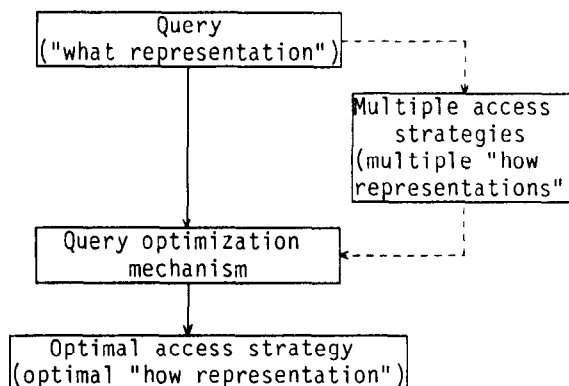 Query
("what representation")
Multiple access
strategies
(multiple "how
representations"
Query optimization
mechanism
Optimal access strategy
(optimal "how representation")